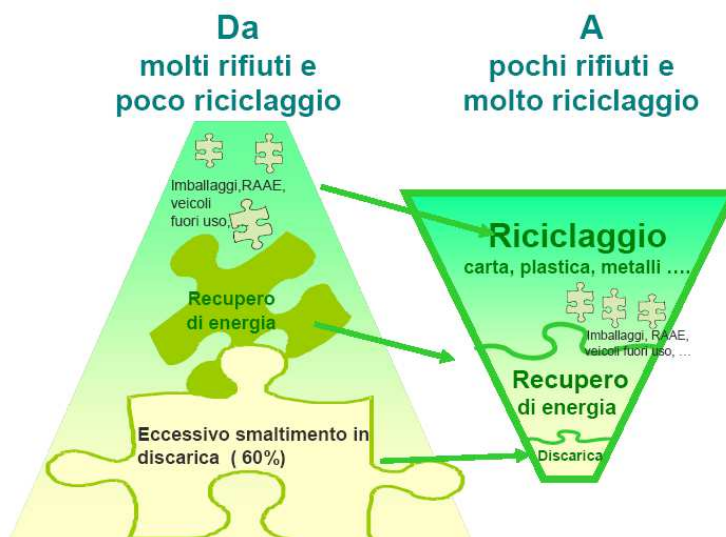 Da
molti rifiuti e
poco riciclaggio
A
pochi rifiuti e
molto riciclaggio
Imballaggi,RAAE,
veicoli
fuori uso,
Recupero
di energia
Eccessivo smaltimento in
discarica ( 60%)
Riciclaggio
carta, plastica, metalli ....
Imballaggi, RAAE,
veicoli fuori uso, ...
Recupero
di energia
Discarica